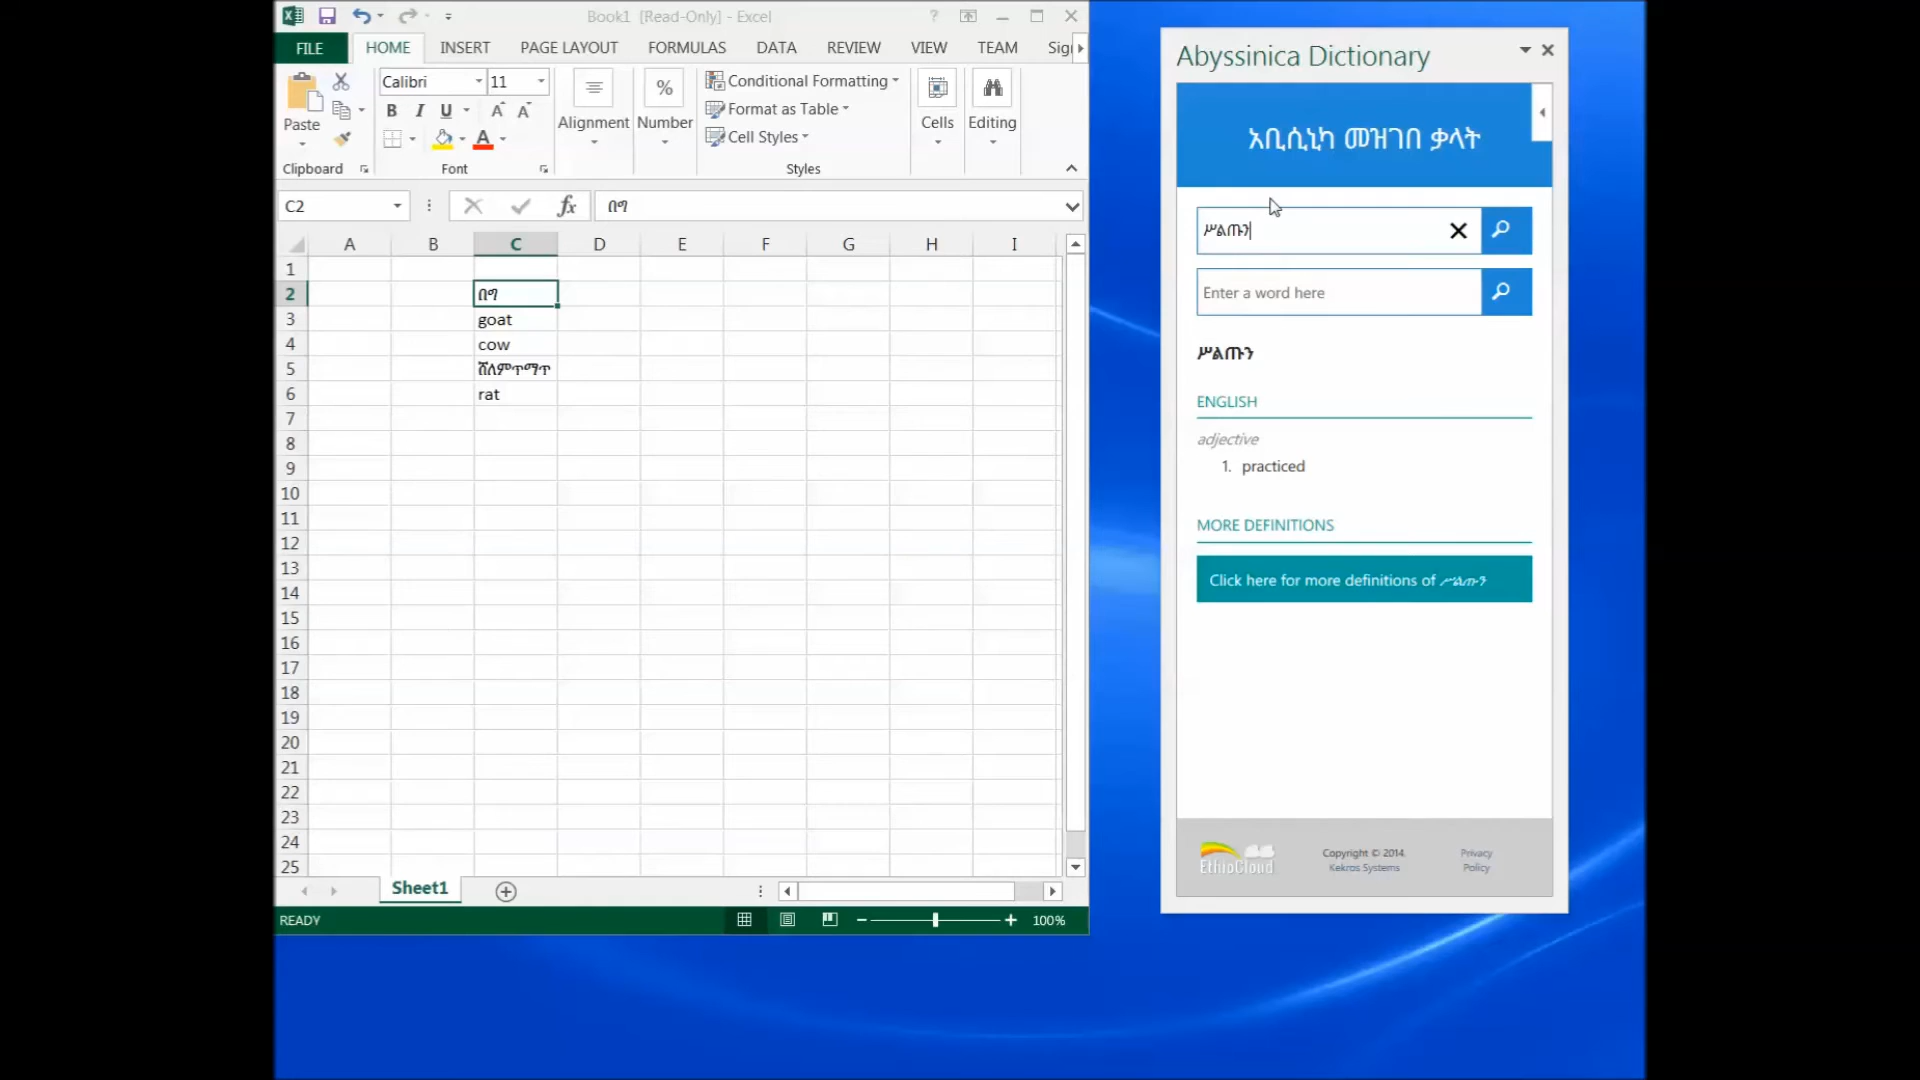 Book1 [Read-Only] - Excel
?
FILE
HOME
INSERT
PAGE LAYOUT
FORMULAS
DATA
REVIEW
VIEW
TEAM
Sig
Paste
Clipboard
Calibri
11
B I U
A A
A
Font
Alignment
%
Number
Conditional Formatting
Format as Table
Cell Styles
Styles
Cells
Editing
C2
fx
በግ
A B C D E F G H I
1
2 በግ
3 goat
4 cow
5 ሸለምጥማጥ
6 rat
7
8
9
10
11
12
13
14
15
16
17
18
19
20
21
22
23
24
25
Sheet1
READY
100%
Abyssinica Dictionary
አቢሲኒካ መዝገበ ቃላት
ሥልጡን
Enter a word here
ሥልጡን
ENGLISH
adjective
1. practiced
MORE DEFINITIONS
Click here for more definitions of ሥልጡን
EthioCloud
Copyright © 2014.
Kekros Systems
Privacy
Policy